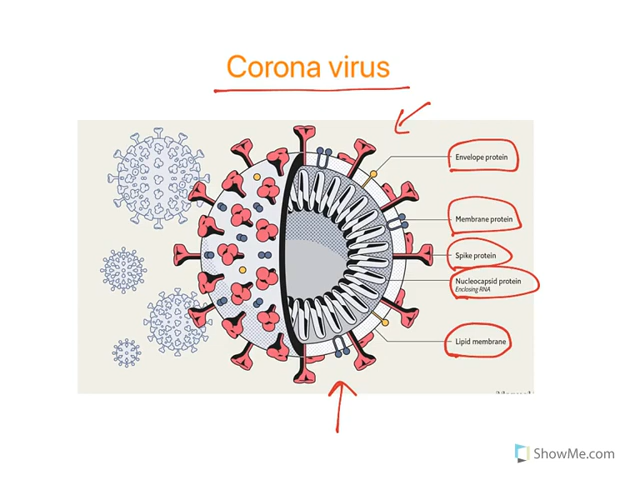 Corona virus
Envelope protein
Membrane protein
Spike protein
Nucleocapsid protein
Enclosing RNA
Lipid membrane
ShowMe.com